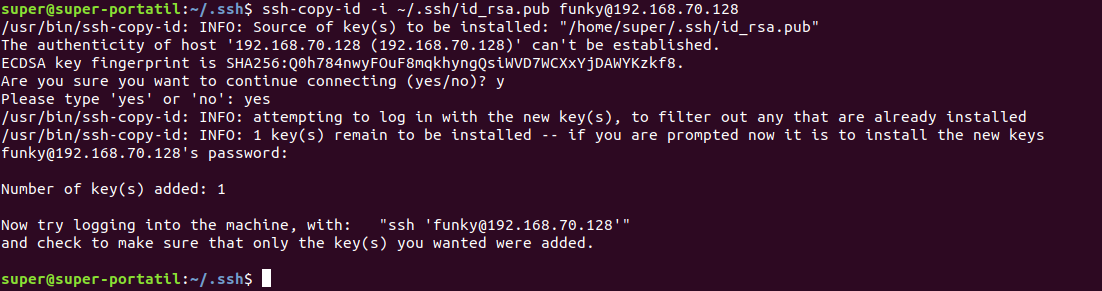 super@super-portatil:~/.ssh$ ssh-copy-id -i ~/.ssh/id_rsa.pub funky@192.168.70.128
/usr/bin/ssh-copy-id: INFO: Source of key(s) to be installed: "/home/super/.ssh/id_rsa.pub"
The authenticity of host '192.168.70.128 (192.168.70.128)' can't be established.
ECDSA key fingerprint is SHA256:Q0h784nwyFOuF8mqkhyngQsiWVD7WCXxYjDAWYKzkf8.
Are you sure you want to continue connecting (yes/no)? y
Please type 'yes' or 'no': yes
/usr/bin/ssh-copy-id: INFO: attempting to log in with the new key(s), to filter out any that are already installed
/usr/bin/ssh-copy-id: INFO: 1 key(s) remain to be installed -- if you are prompted now it is to install the new keys
funky@192.168.70.128's password:
Number of key(s) added: 1
Now try logging into the machine, with:   "ssh 'funky@192.168.70.128'"
and check to make sure that only the key(s) you wanted were added.
super@super-portatil:~/.ssh$